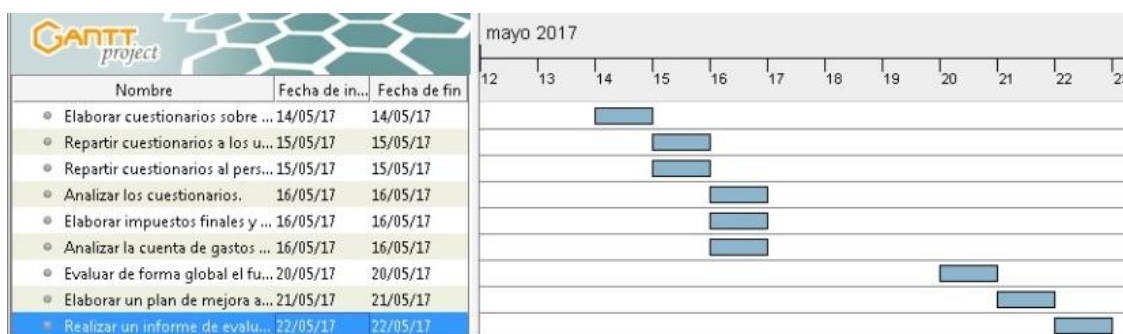 GANTT
project
mayo 2017
12 13 14 15 16 17 18 19 20 21 22
Nombre Fecha de in... Fecha de fin
Elaborar cuestionarios sobre ... 14/05/17 14/05/17
Repartir cuestionarios a los u... 15/05/17 15/05/17
Repartir cuestionarios al pers... 15/05/17 15/05/17
Analizar los cuestionarios. 16/05/17 16/05/17
Elaborar impuestos finales y ... 16/05/17 16/05/17
Analizar la cuenta de gastos ... 16/05/17 16/05/17
Evaluar de forma global el fu... 20/05/17 20/05/17
Elaborar un plan de mejora a... 21/05/17 21/05/17
Realizar un informe de evalu... 22/05/17 22/05/17